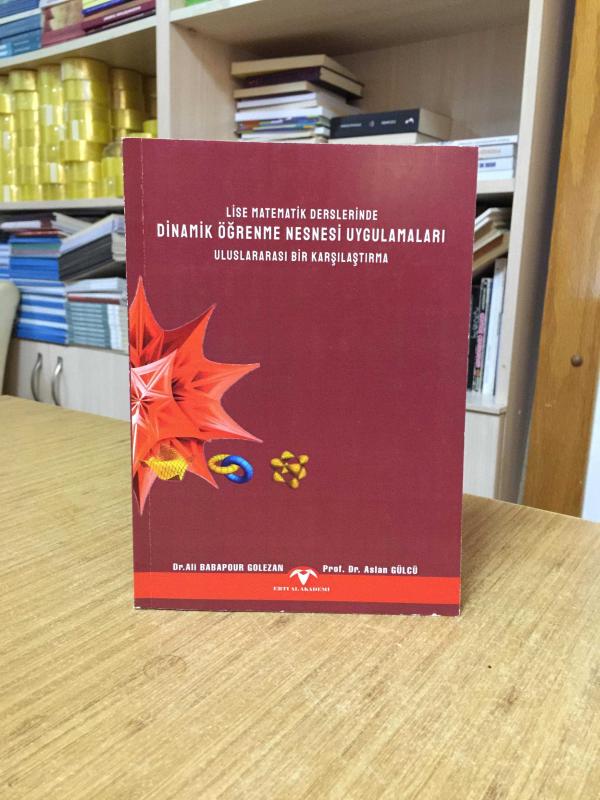 LİSE MATEMATİK DERSLERİNDE
DİNAMİK ÖĞRENME NESNESİ UYGULAMALARI
ULUSLARARASI BİR KARŞILAŞTIRMA
Dr.Ali BABAPOUR GOLEZAN Prof. Dr. Aslan GÜLCÜ
ERTUAL AKADEMİ